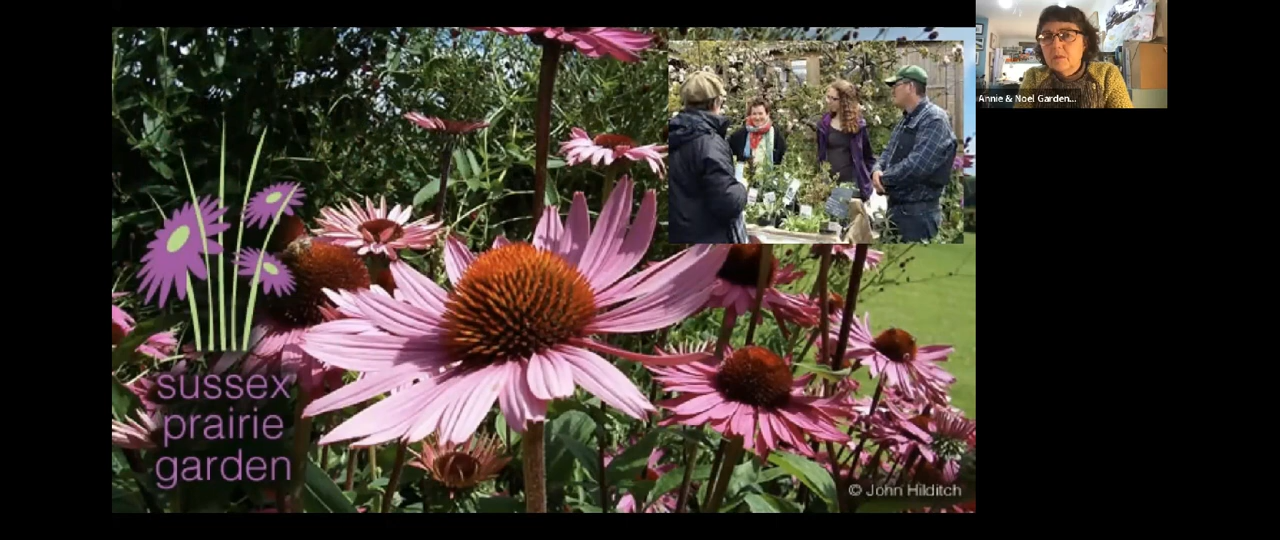 sussex
prairie
garden
© John Hilditch
Annie & Noel Garden...